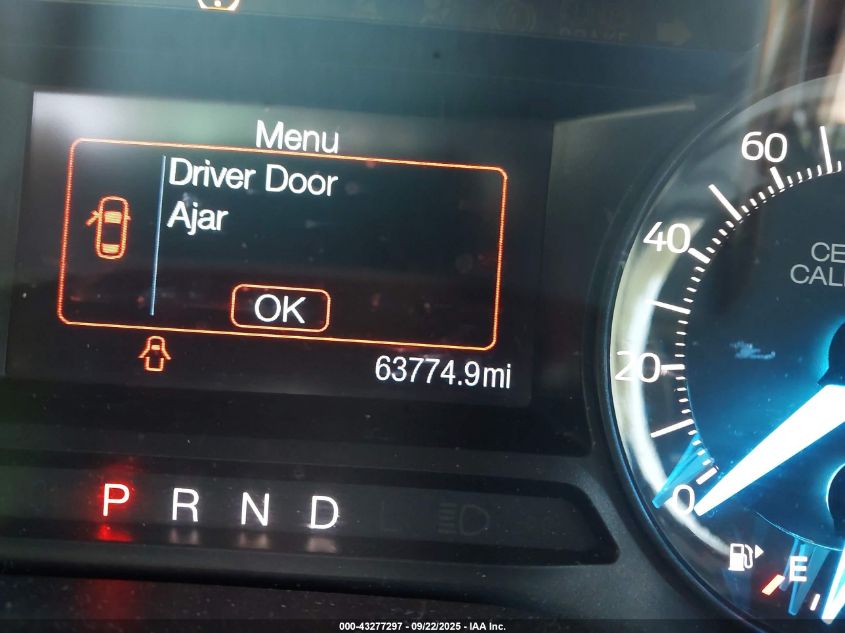 Menu
Driver Door
Ajar
OK
63774.9mi
P R N D
60
40
20
0
E
000-43277297 - 09/22/2025 - IAA Inc.